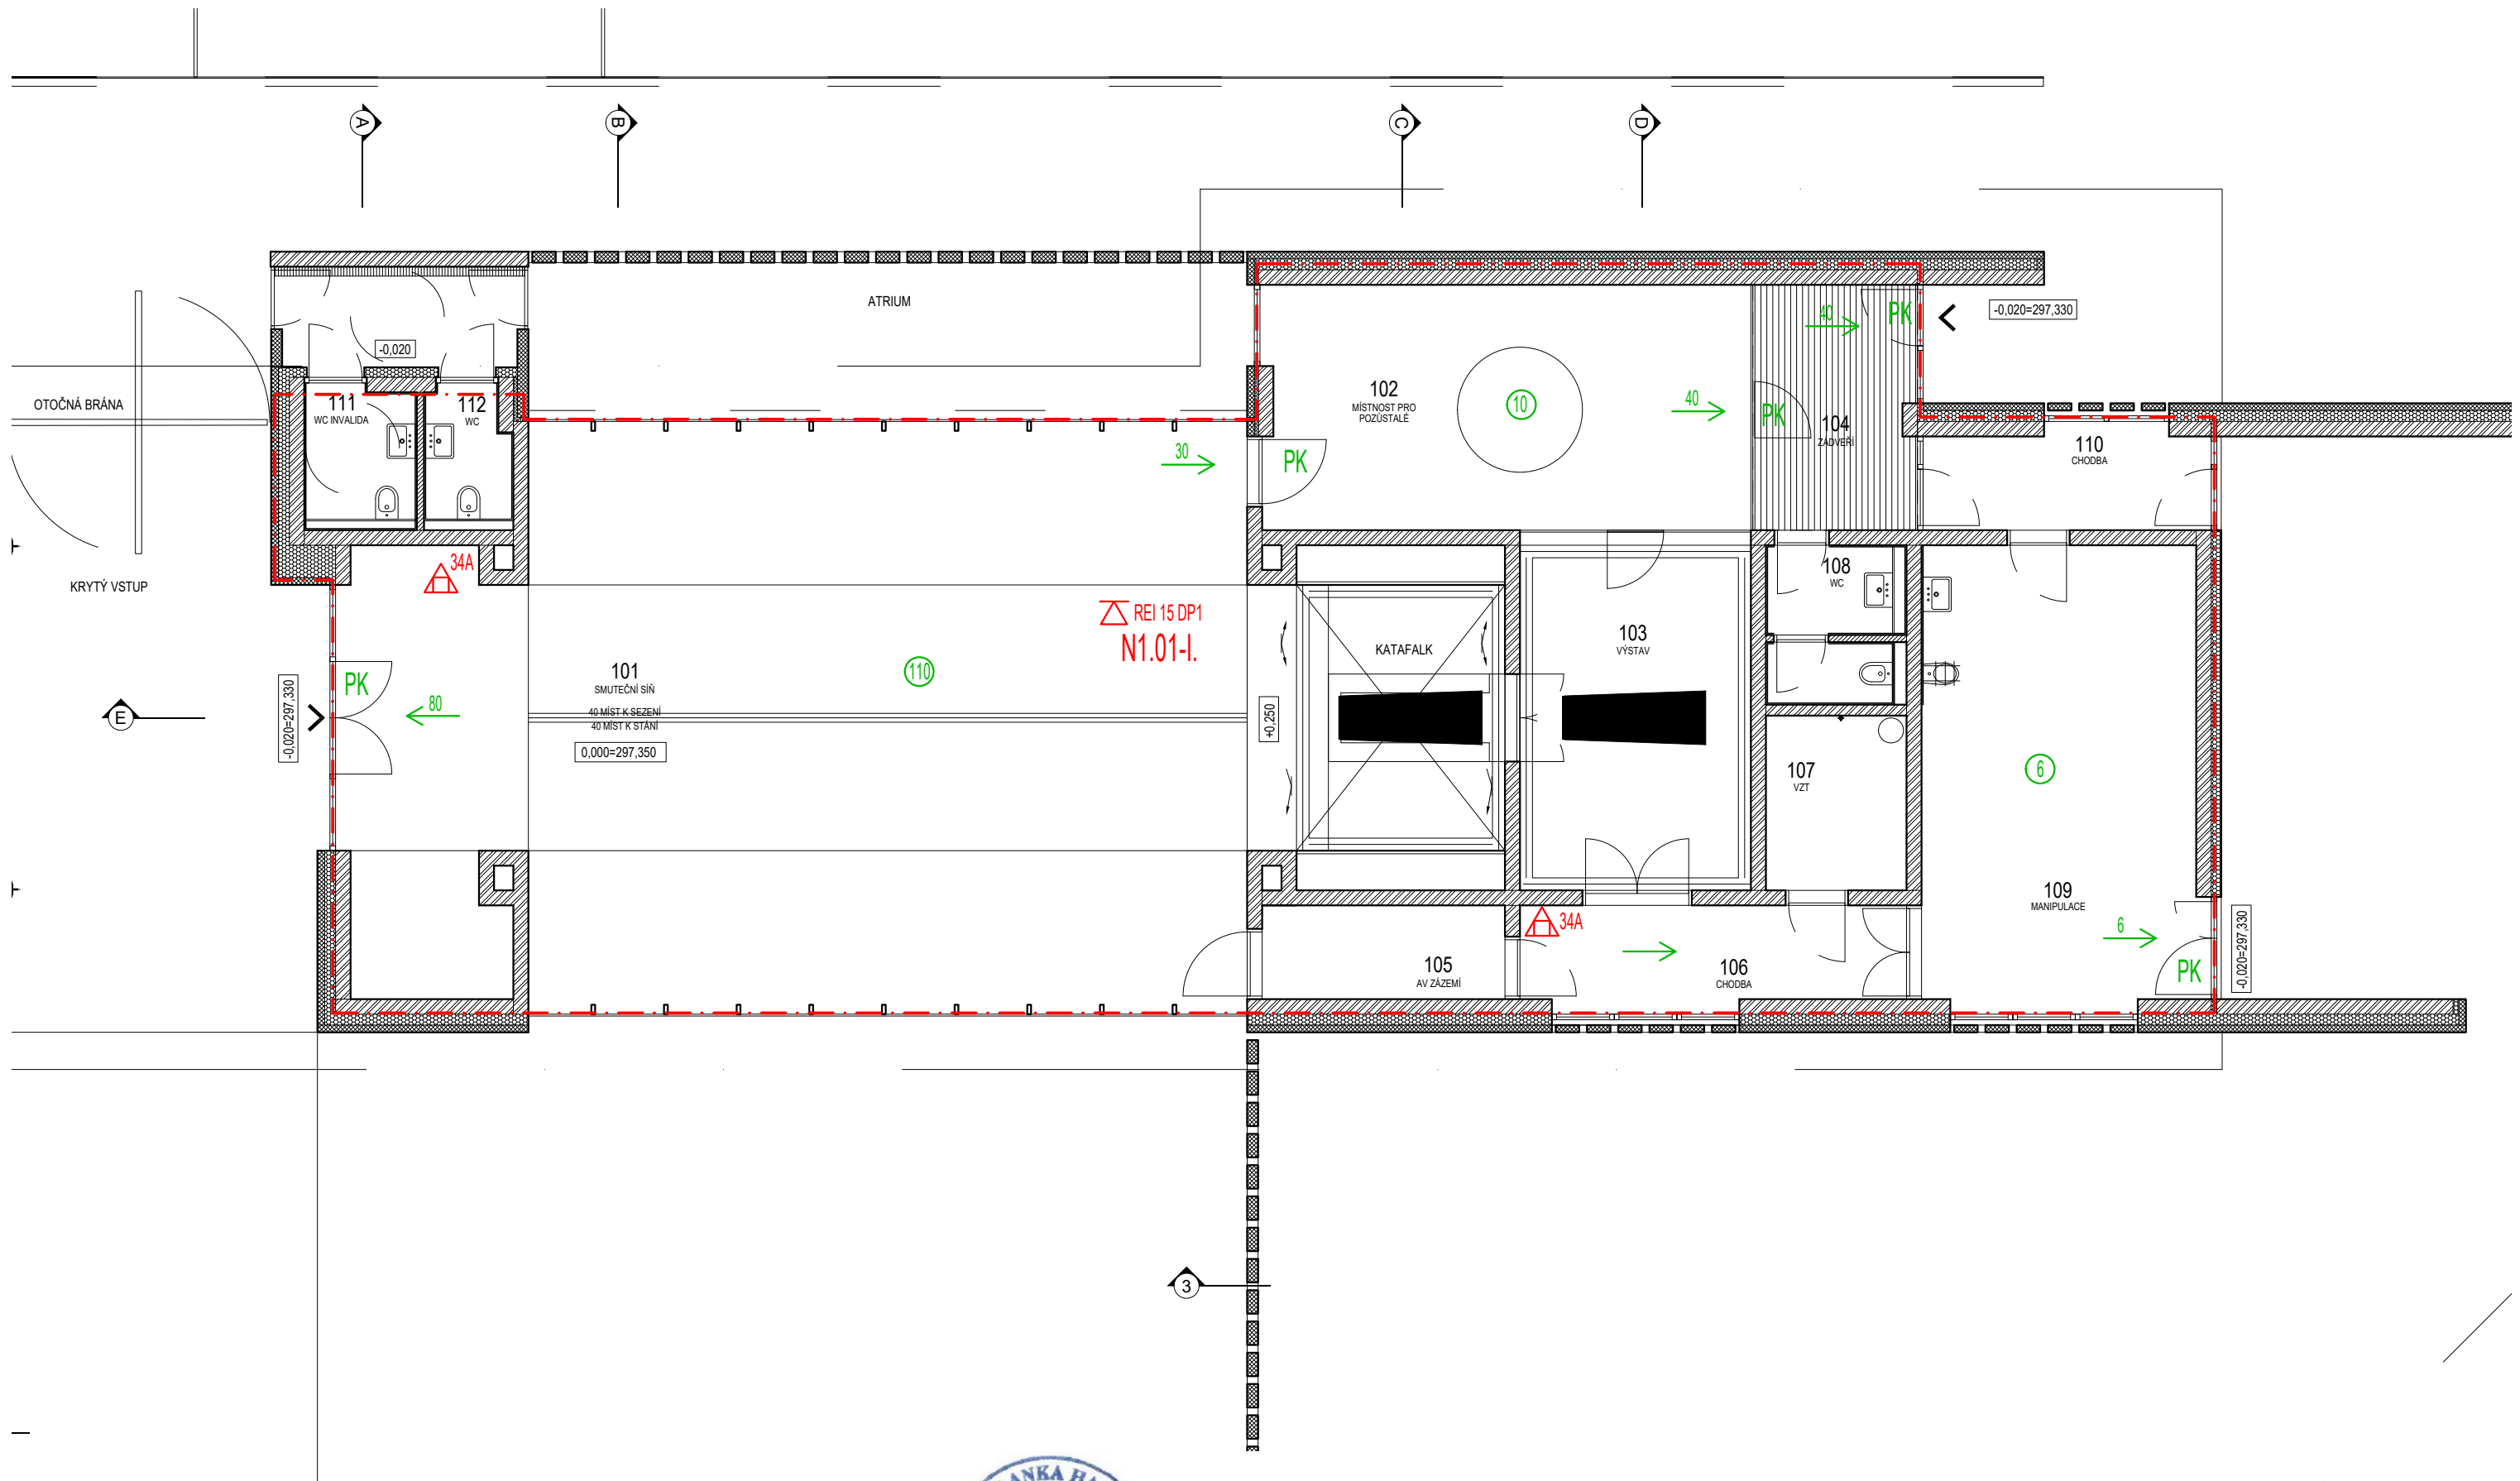 A
B
C
D
ATRIUM
-0,020=297,330
40
PK
-0,020
OTOČNÁ BRÁNA
111
WC INVALIDA
112
WC
102
MÍSTNOST PRO
POZŮSTALÉ
10
40
PK
104
ZÁDVEŘÍ
110
CHODBA
30
PK
KRYTÝ VSTUP
34A
REI 15 DP1
N1.01-I.
108
WC
103
VÝSTAV
KATAFALK
101
SMUTEČNÍ SÍŇ
110
PK
80
-0,020=297,330
E
40 MÍST K SEZENÍ
40 MÍST K STÁNÍ
0,000=297,350
+0,250
107
VZT
6
109
MANIPULACE
34A
6
PK
-0,020=297,330
105
AV ZÁZEMÍ
106
CHODBA
3